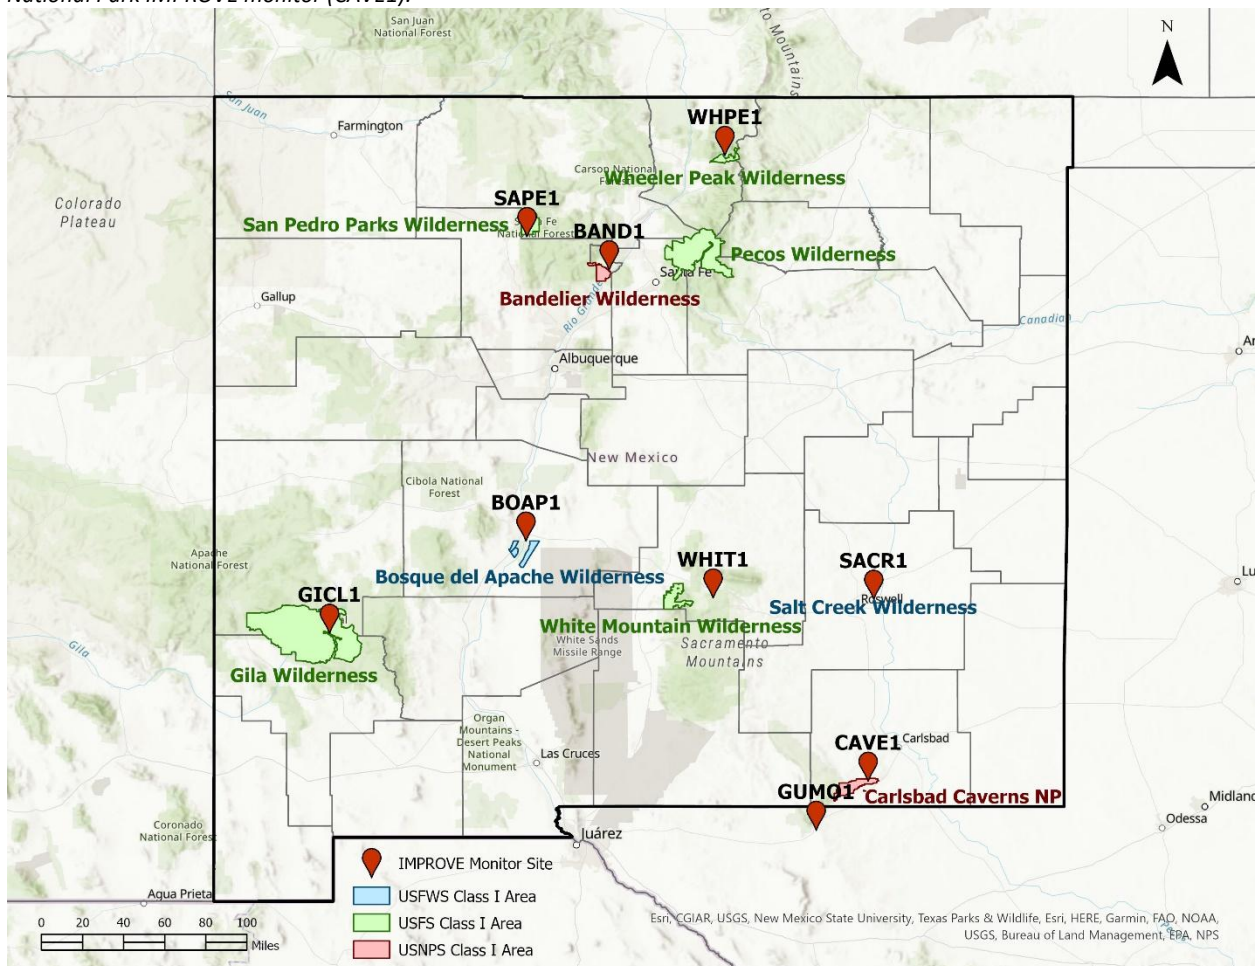 National Park IMPROVE monitor (CAVE1).
San Juan
National Forest
N
San Juan
Farmington
WHPE1
Carson National
Wheeler Peak Wilderness
Colorado
Plateau
SAPE1
San Pedro Parks Wilderness
National Forest
BAND1
Pecos Wilderness
Santa Fe
Bandelier Wilderness
Gallup
Rio Grande
Canadian
Albuquerque
New Mexico
Cibola National
Forest
BOAP1
Apache
National Forest
Bosque del Apache Wilderness
WHIT1
SACR1
Roswell
Salt Creek Wilderness
GICL1
White Mountain Wilderness
White Sands
Missile Range
Sacramento
Mountains
Gila
Gila Wilderness
Organ
Mountains -
Desert Peaks
National
Monument
Las Cruces
CAVE1
Carlsbad
GUMO1
Carlsbad Caverns NP
Midland
Odessa
Coronado
National Forest
Juárez
Agua Prieta
IMPROVE Monitor Site
USFWS Class I Area
USFS Class I Area
USNPS Class I Area
0 20 40 60 80 100
Miles
Esri, CGIAR, USGS, New Mexico State University, Texas Parks & Wildlife, Esri, HERE, Garmin, FAO, NOAA,
USGS, Bureau of Land Management, EPA, NPS